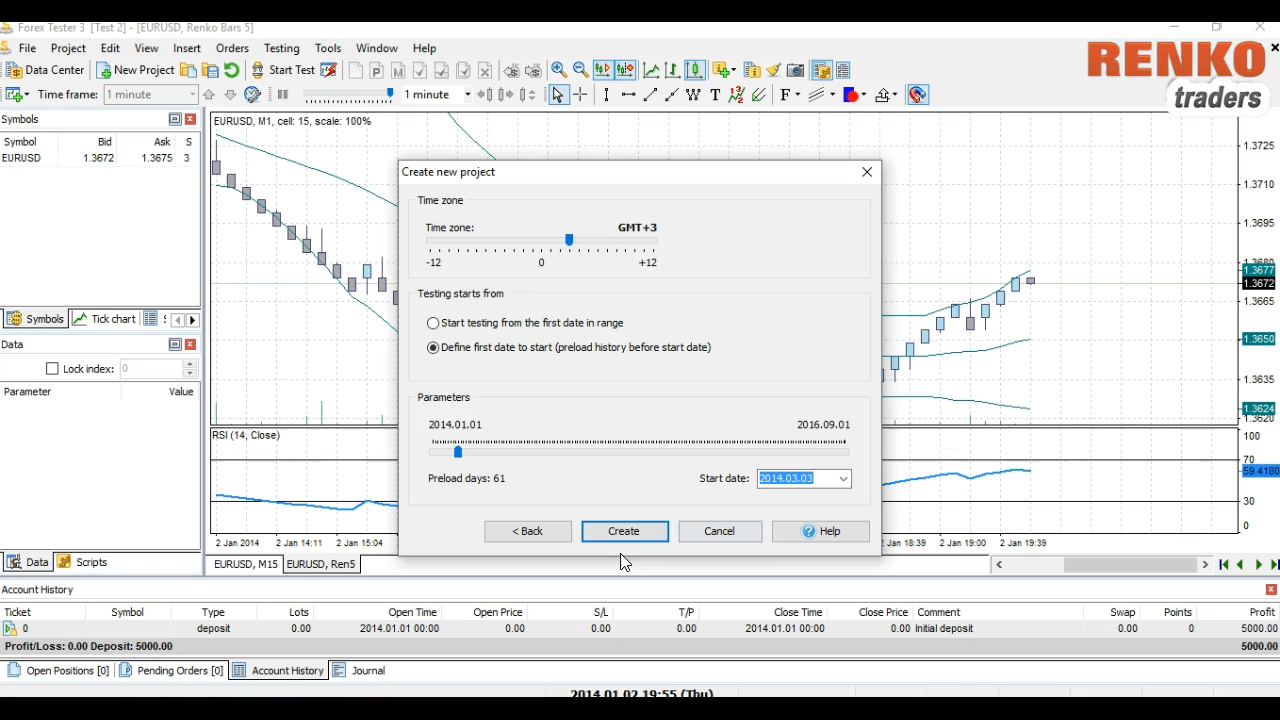 Forex Tester 3 [Test 2] - [EURUSD, Renko Bars 5]
File Project Edit View Insert Orders Testing Tools Window Help
RENKO
traders
Data Center New Project Start Test
Time frame: 1 minute 1 minute
Symbols
Symbol Bid Ask S
EURUSD 1.3672 1.3675 3
Symbols Tick chart
Data
Lock index: 0
Parameter Value
Data Scripts
EURUSD, M1, cell: 15, scale: 100%
1.3725
1.3710
1.3695
1.3680
1.3677
1.3672
1.3665
1.3650
1.3635
1.3624
1.3620
RSI (14, Close)
100
70
59.4180
30
0
2 Jan 2014 2 Jan 14:11 2 Jan 15:04 Jan 18:39 2 Jan 19:00 2 Jan 19:39
EURUSD, M15 EURUSD, Ren5
Create new project
Time zone
Time zone: GMT+3
-12 0 +12
Testing starts from
Start testing from the first date in range
Define first date to start (preload history before start date)
Parameters
2014.01.01 2016.09.01
Preload days: 61 Start date: 2014.03.03
< Back Create Cancel Help
Account History
Ticket Symbol Type Lots Open Time Open Price S/L T/P Close Time Close Price Comment Swap Points Profit
0 deposit 0.00 2014.01.01 00:00 0.00 0.00 0.00 2014.01.01 00:00 0.00 Initial deposit 0.00 0 5000.00
Profit/Loss: 0.00 Deposit: 5000.00 5000.00
Open Positions [0] Pending Orders [0] Account History Journal
2014.01.02 19:55 (Thu)